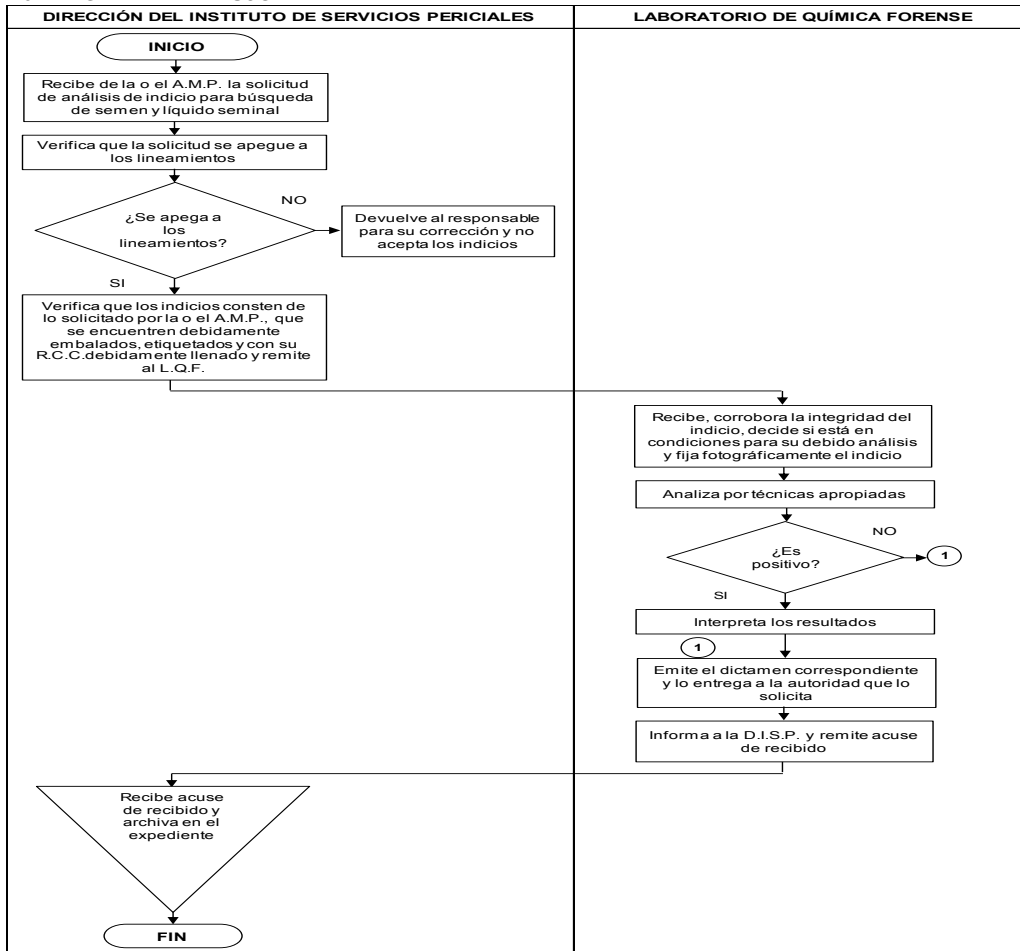 DIRECCIÓN DEL INSTITUTO DE SERVICIOS PERICIALES
LABORATORIO DE QUÍMICA FORENSE
INICIO
Recibe de la o el A.M.P. la solicitud
de análisis de indicio para búsqueda
de semen y líquido seminal
Verifica que la solicitud se apegue a
los lineamientos
¿Se apega a
los
lineamientos?
NO
Devuelve al responsable
para su corrección y no
acepta los indicios
SI
Verifica que los indicios consten de
lo solicitado por la o el A.M.P., que
se encuentren debidamente
embalados, etiquetados y con su
R.C.C.debidamente llenado y remite
al L.Q.F.
Recibe, corrobora la integridad del
indicio, decide si está en
condiciones para su debido análisis
y fija fotográficamente el indicio
Analiza por técnicas apropiadas
¿Es
positivo?
NO
1
SI
Interpreta los resultados
1
Emite el dictamen correspondiente
y lo entrega a la autoridad que lo
solicita
Informa a la D.I.S.P. y remite acuse
de recibido
Recibe acuse
de recibido y
archiva en el
expediente
FIN